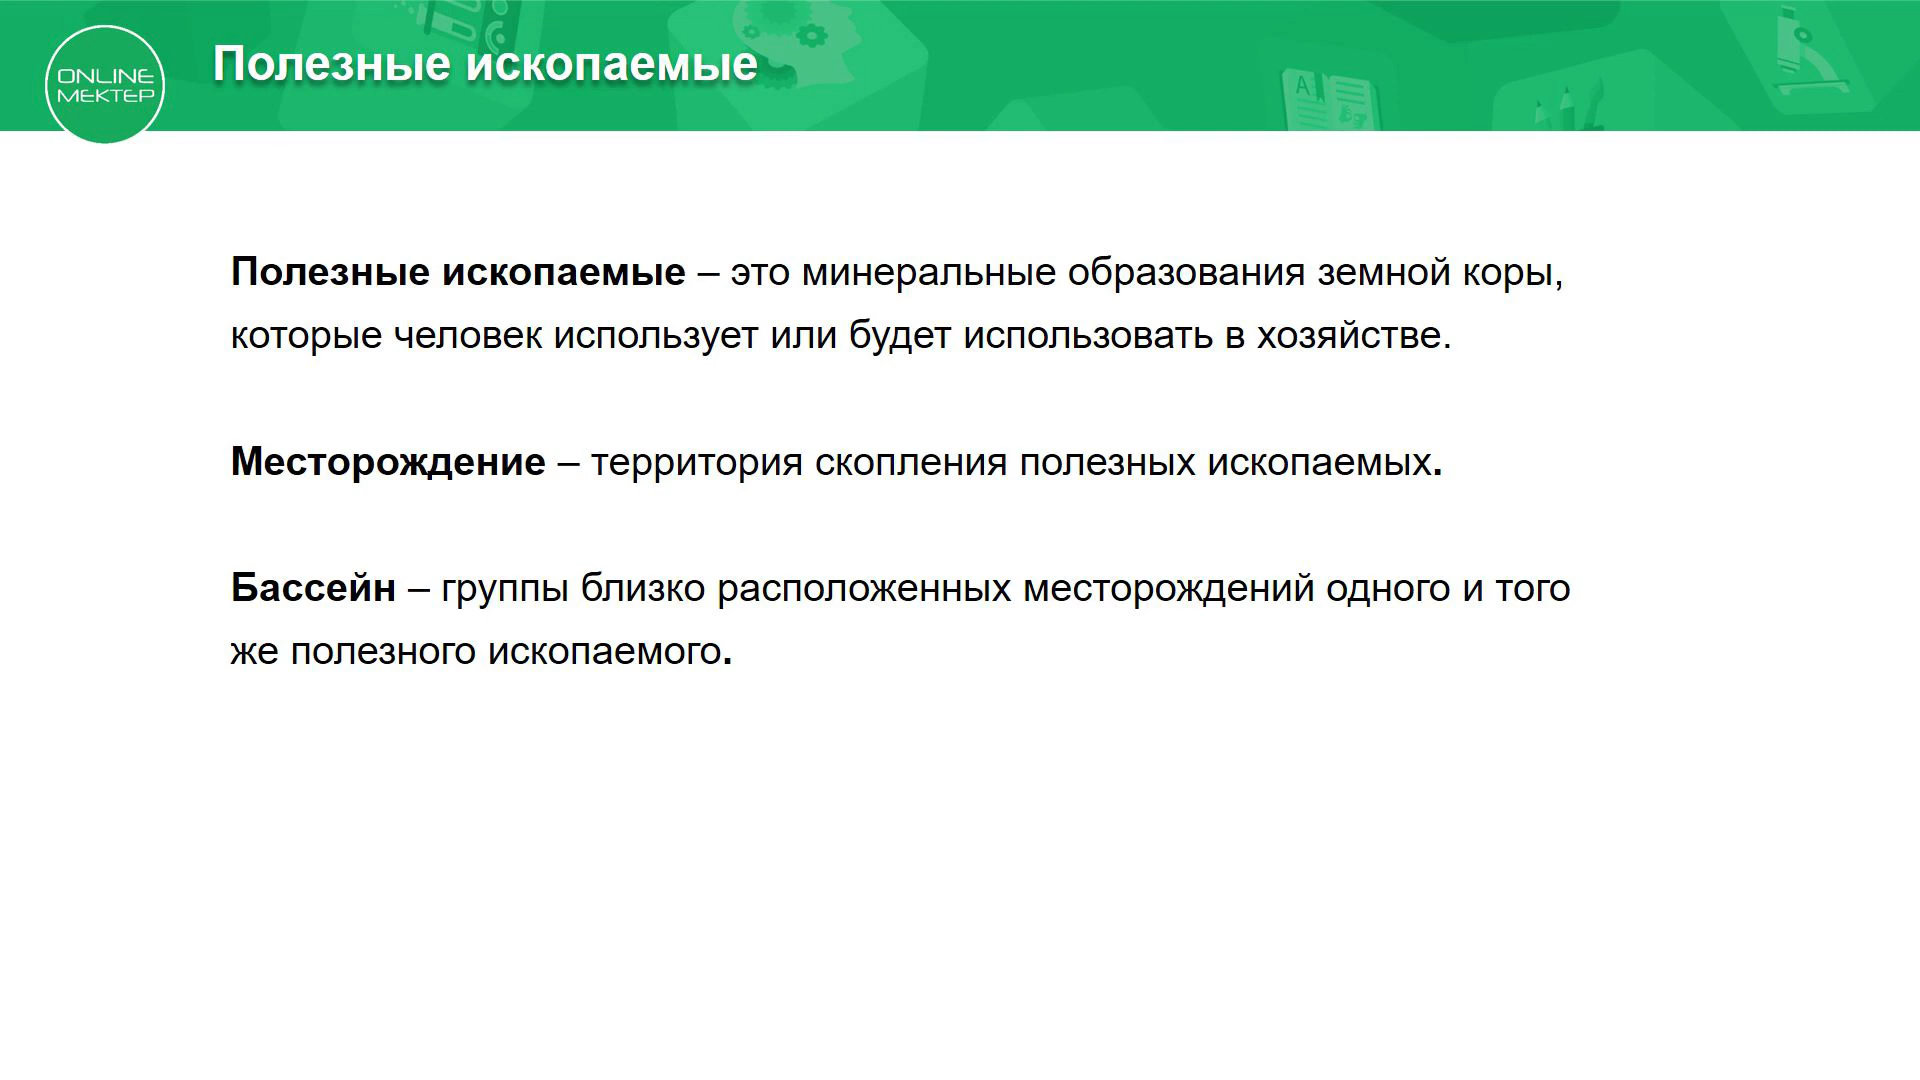 ONLINE
MEKTEP
Полезные ископаемые
Полезные ископаемые – это минеральные образования земной коры,
которые человек использует или будет использовать в хозяйстве.
Месторождение – территория скопления полезных ископаемых.
Бассейн – группы близко расположенных месторождений одного и того
же полезного ископаемого.